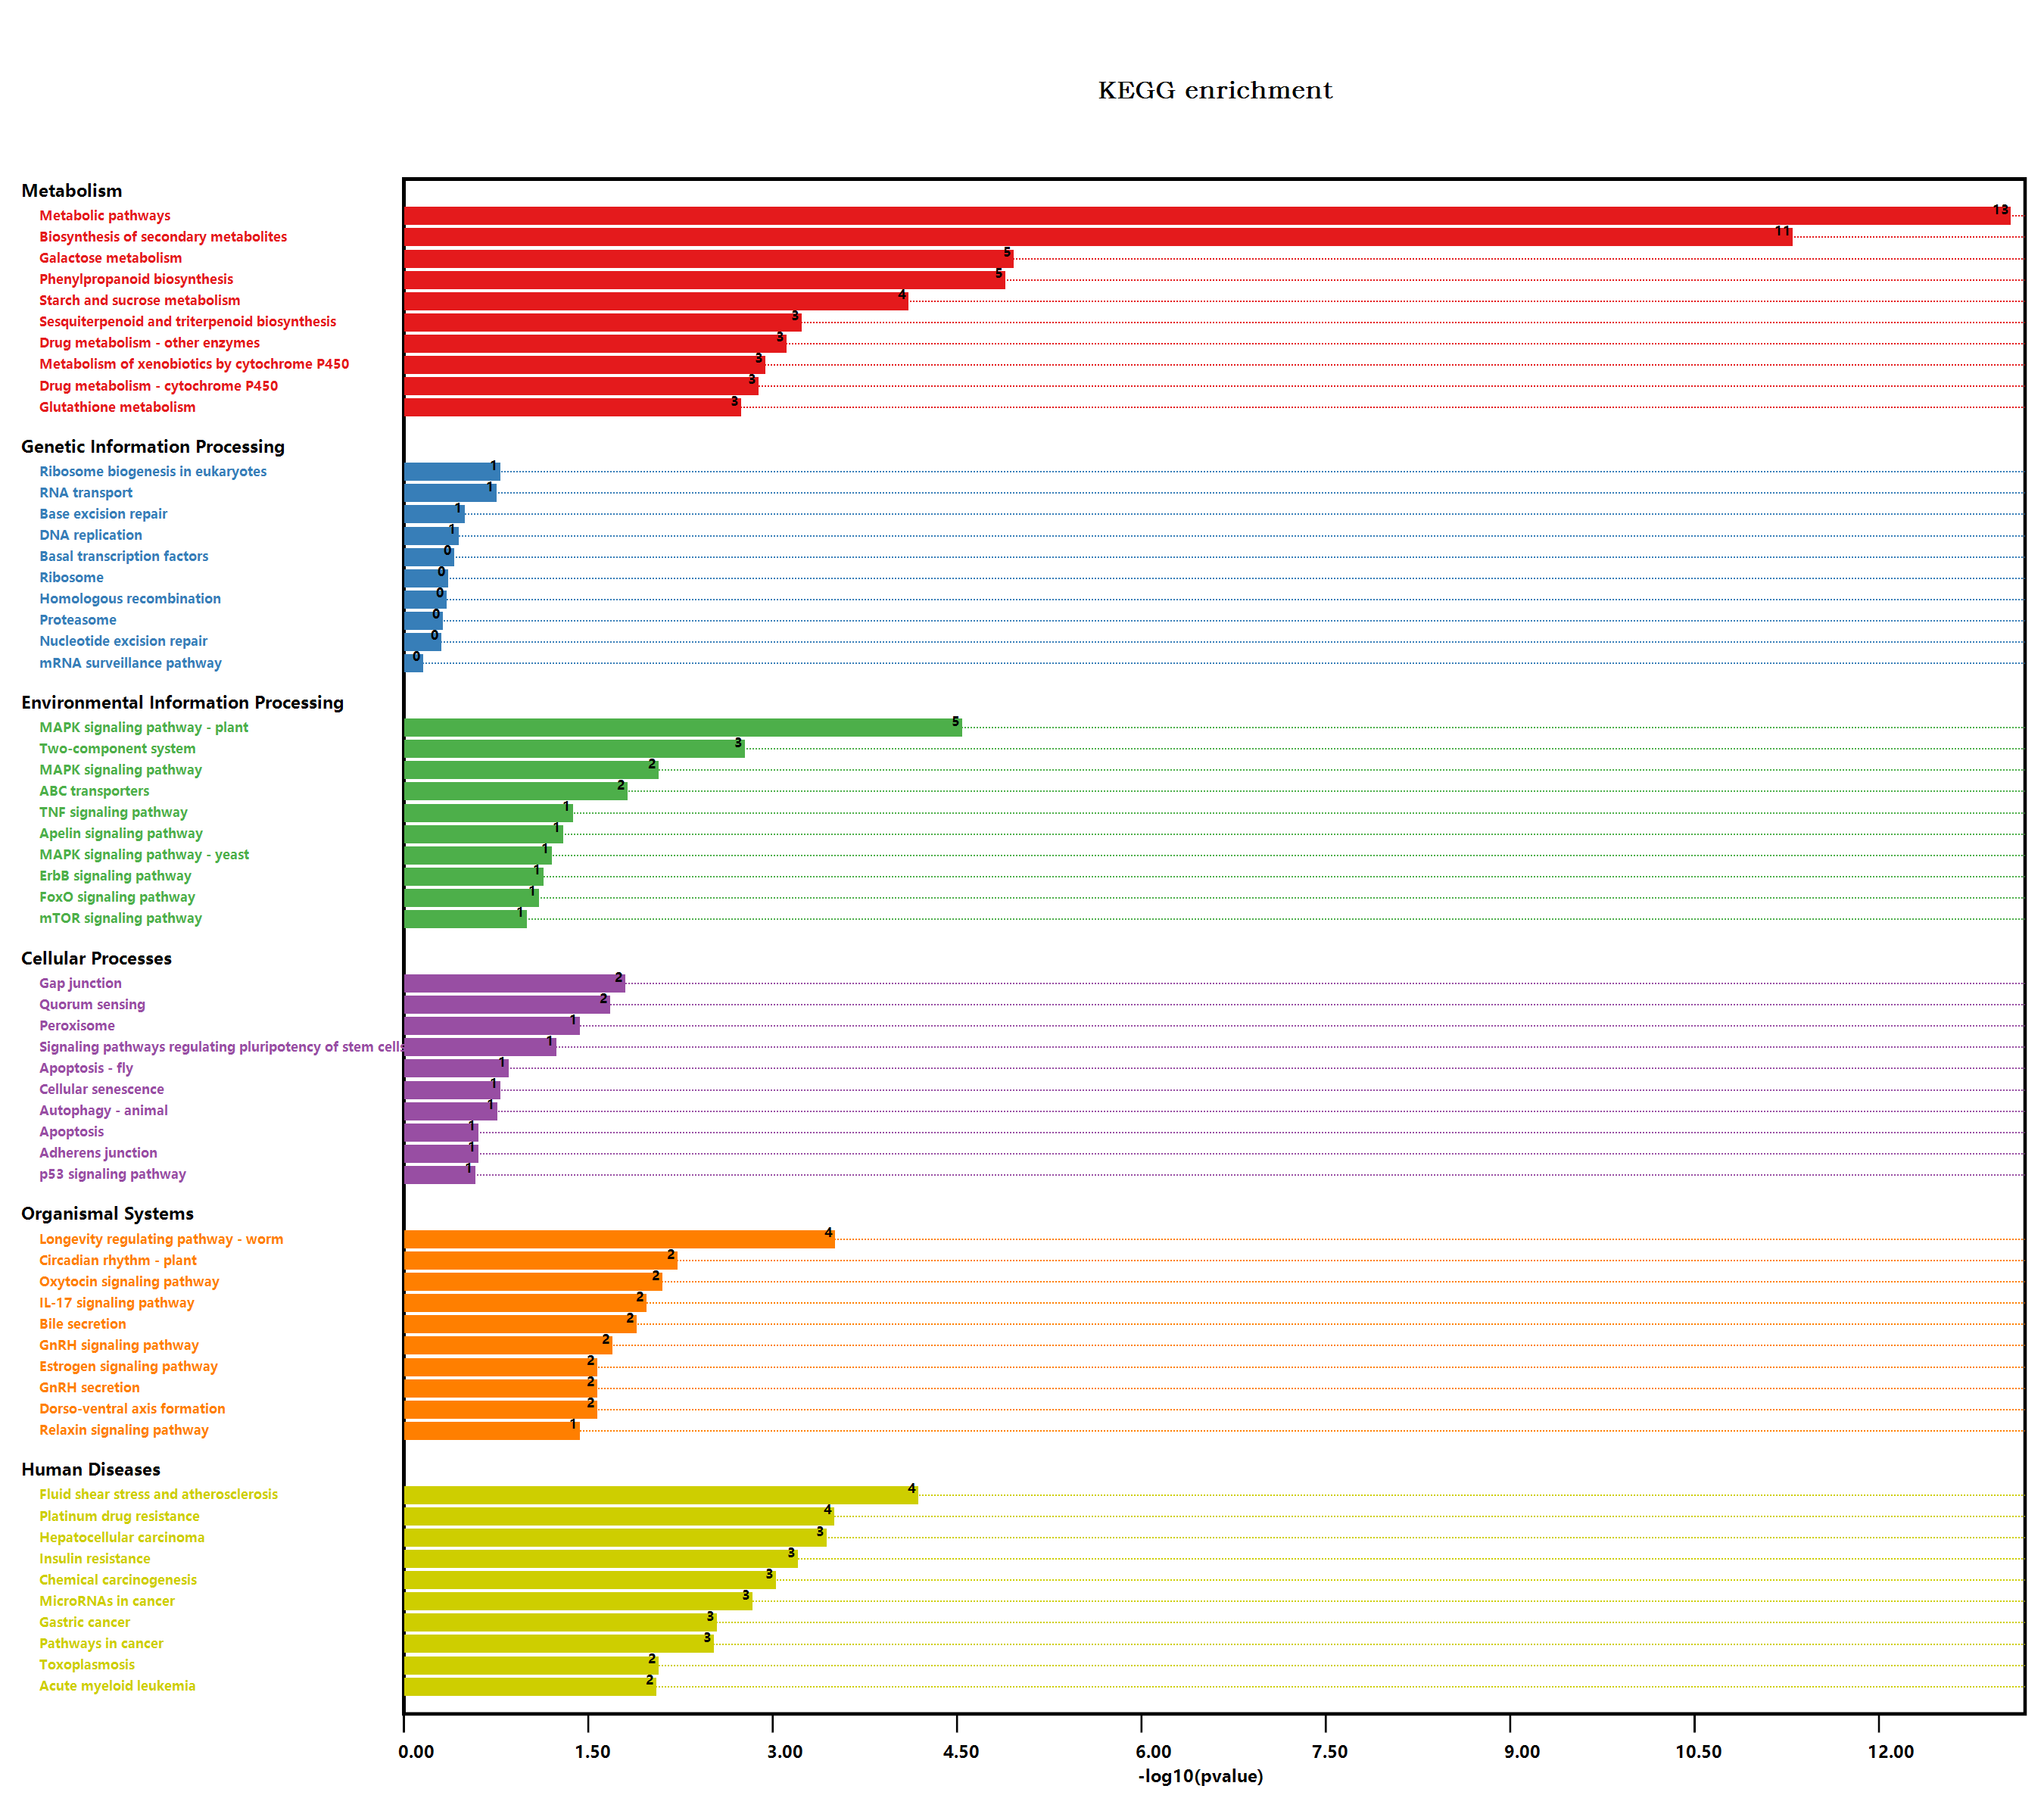 KEGG enrichment
Metabolism
Metabolic pathways 13
Biosynthesis of secondary metabolites 11
Galactose metabolism 5
Phenylpropanoid biosynthesis 5
Starch and sucrose metabolism 4
Sesquiterpenoid and triterpenoid biosynthesis 3
Drug metabolism - other enzymes 3
Metabolism of xenobiotics by cytochrome P450 3
Drug metabolism - cytochrome P450 3
Glutathione metabolism 3
Genetic Information Processing
Ribosome biogenesis in eukaryotes 1
RNA transport 1
Base excision repair 1
DNA replication 1
Basal transcription factors 0
Ribosome 0
Homologous recombination 0
Proteasome 0
Nucleotide excision repair 0
mRNA surveillance pathway 0
Environmental Information Processing
MAPK signaling pathway - plant 5
Two-component system 3
MAPK signaling pathway 2
ABC transporters 2
TNF signaling pathway 1
Apelin signaling pathway 1
MAPK signaling pathway - yeast 1
ErbB signaling pathway 1
FoxO signaling pathway 1
mTOR signaling pathway 1
Cellular Processes
Gap junction 2
Quorum sensing 2
Peroxisome 1
Signaling pathways regulating pluripotency of stem cells 1
Apoptosis - fly 1
Cellular senescence 1
Autophagy - animal 1
Apoptosis 1
Adherens junction 1
p53 signaling pathway 1
Organismal Systems
Longevity regulating pathway - worm 4
Circadian rhythm - plant 2
Oxytocin signaling pathway 2
IL-17 signaling pathway 2
Bile secretion 2
GnRH signaling pathway 2
Estrogen signaling pathway 2
GnRH secretion 2
Dorso-ventral axis formation 2
Relaxin signaling pathway 1
Human Diseases
Fluid shear stress and atherosclerosis 4
Platinum drug resistance 4
Hepatocellular carcinoma 3
Insulin resistance 3
Chemical carcinogenesis 3
MicroRNAs in cancer 3
Gastric cancer 3
Pathways in cancer 3
Toxoplasmosis 2
Acute myeloid leukemia 2
0.00 1.50 3.00 4.50 6.00 7.50 9.00 10.50 12.00
-log10(pvalue)